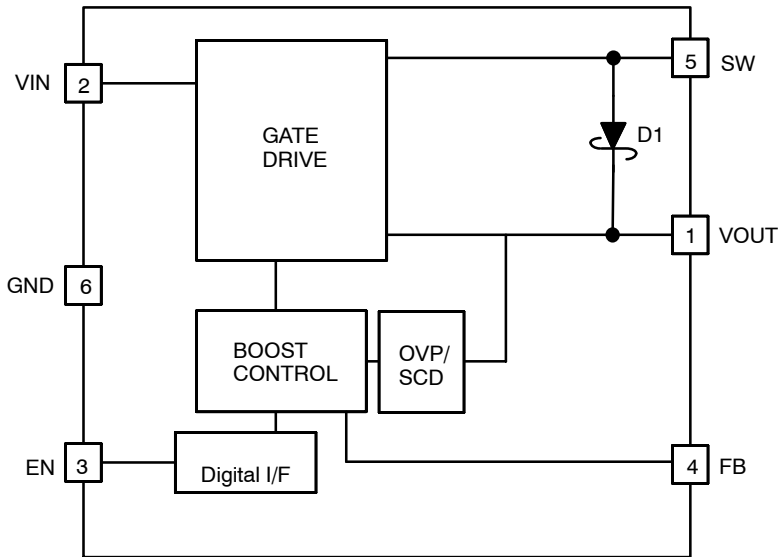 VIN
2
GATE
DRIVE
5
SW
D1
1
VOUT
GND
6
BOOST
CONTROL
OVP/
SCD
EN
3
Digital I/F
4
FB